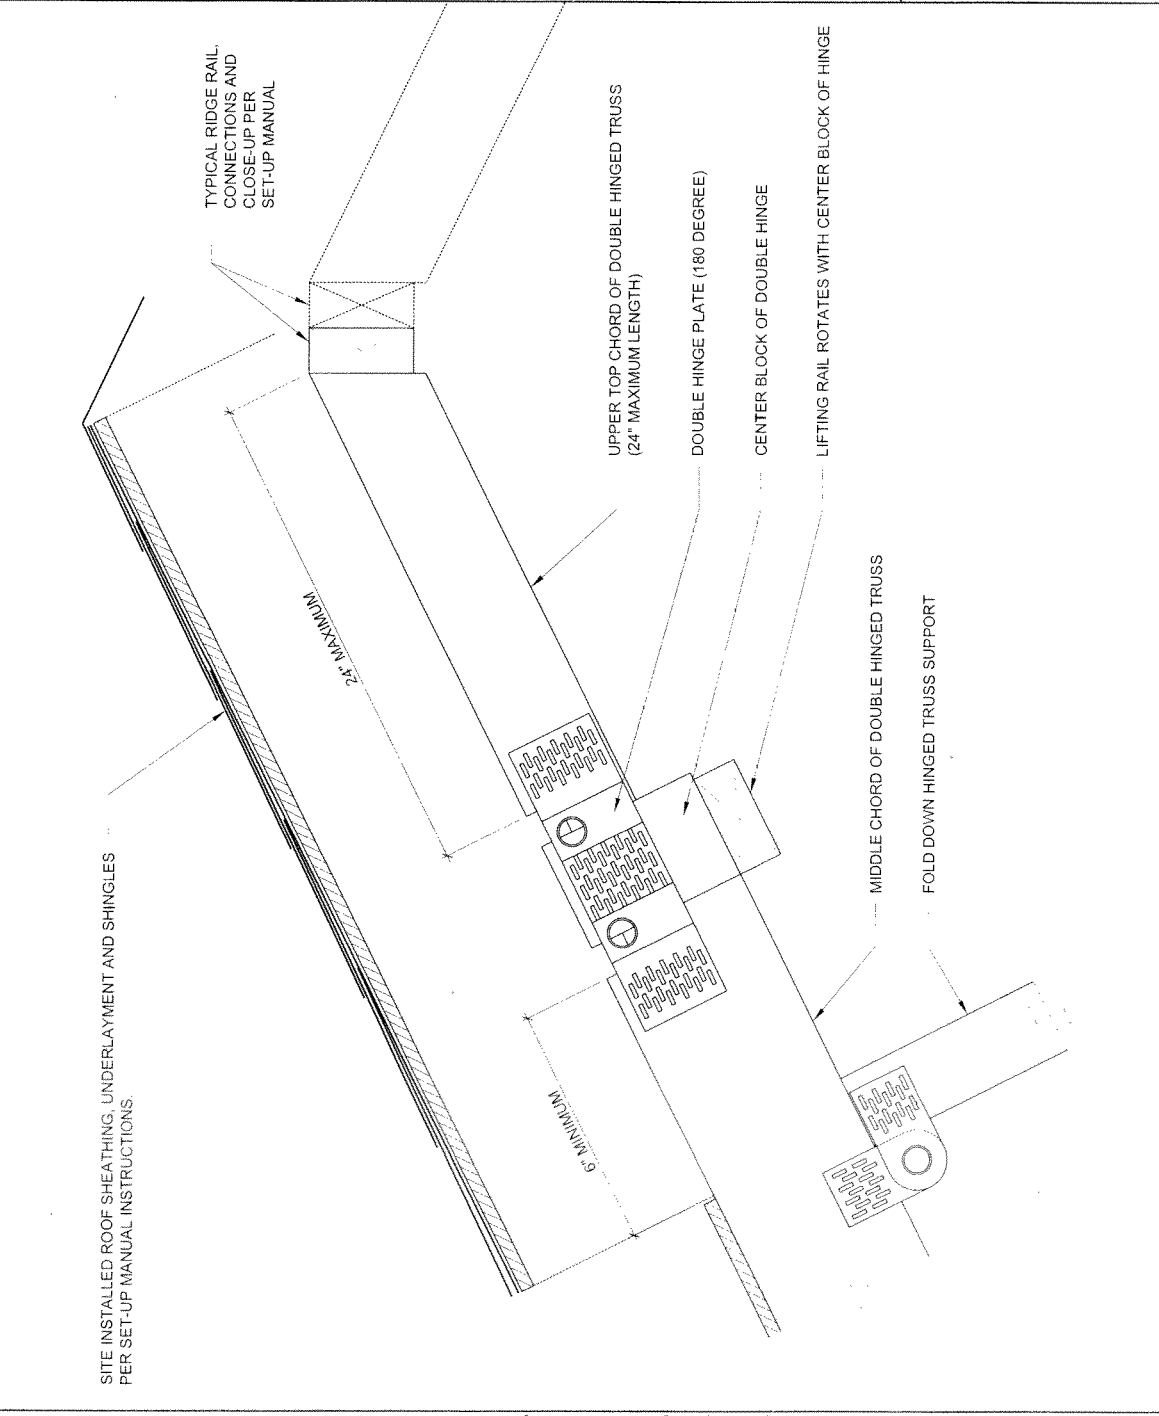 SITE INSTALLED ROOF SHEATHING, UNDERLAYMENT AND SHINGLES
PER SET-UP MANUAL INSTRUCTIONS.
TYPICAL RIDGE RAIL,
CONNECTIONS AND
CLOSE-UP PER
SET-UP MANUAL
24" MAXIMUM
6" MINIMUM
UPPER TOP CHORD OF DOUBLE HINGED TRUSS
(24" MAXIMUM LENGTH)
DOUBLE HINGE PLATE (180 DEGREE)
CENTER BLOCK OF DOUBLE HINGE
LIFTING RAIL ROTATES WITH CENTER BLOCK OF HINGE
MIDDLE CHORD OF DOUBLE HINGED TRUSS
FOLD DOWN HINGED TRUSS SUPPORT